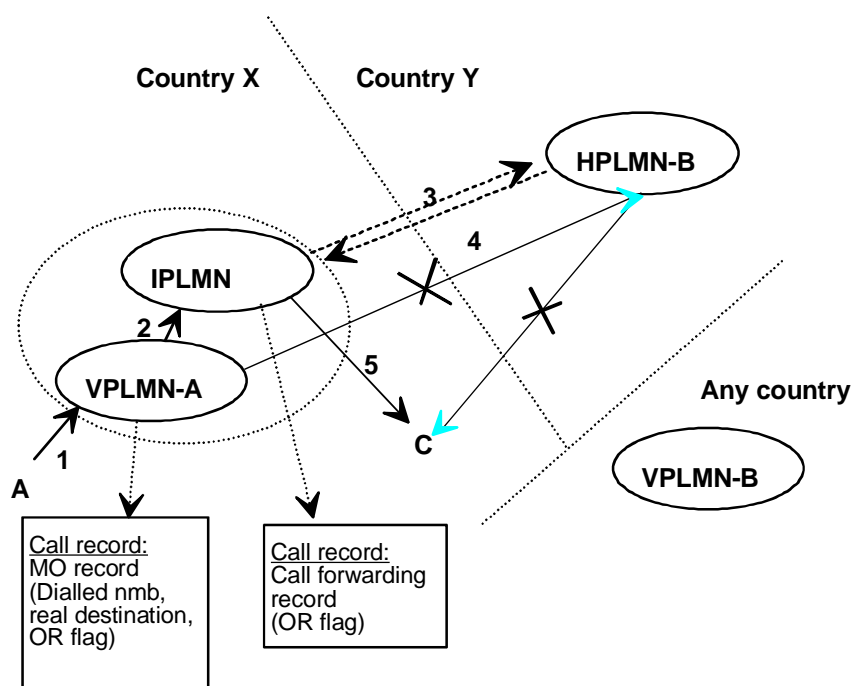 Country X
Country Y
HPLMN-B
3
4
IPLMN
2
5
VPLMN-A
Any country
C
1
VPLMN-B
A
Call record:
MO record
(Dialled nmb,
real destination,
OR flag)
Call record:
Call forwarding
record
(OR flag)